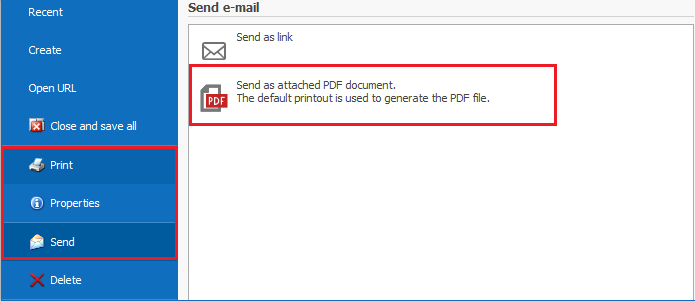 Recent
Create
Open URL
Close and save all
Print
Properties
Send
Delete
Send e-mail
Send as link
PDF
Send as attached PDF document.
The default printout is used to generate the PDF file.